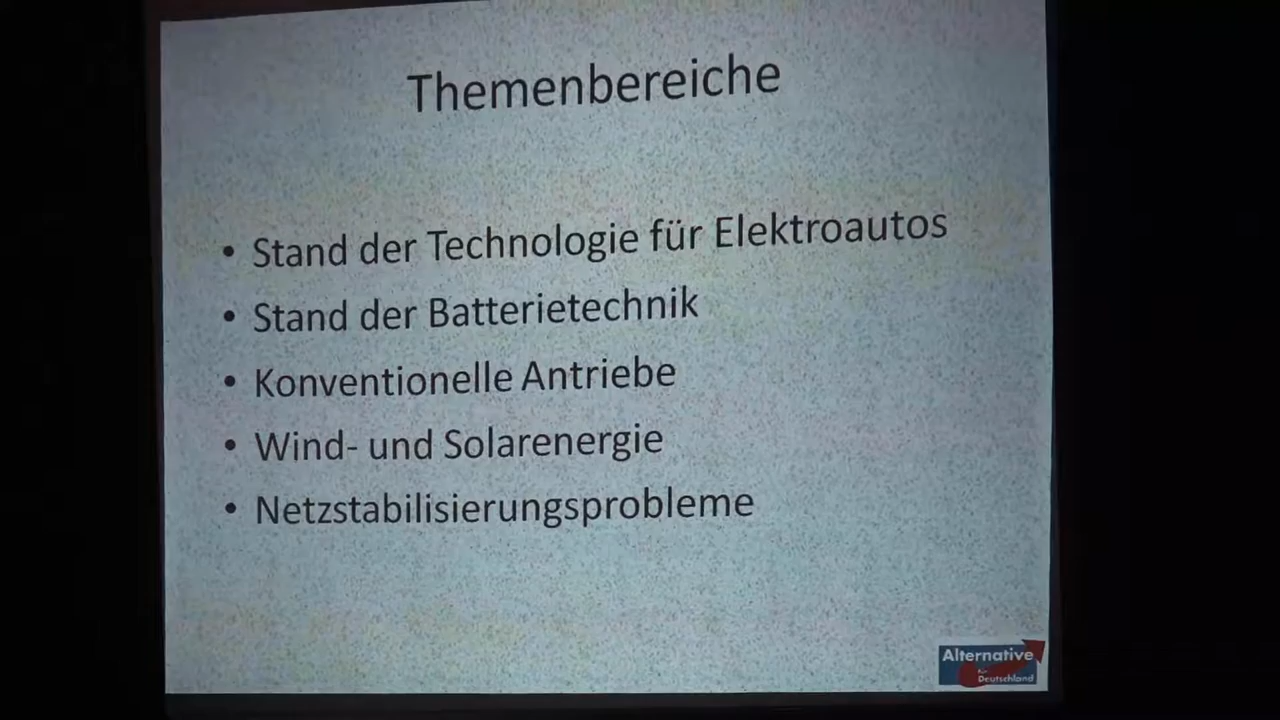 Themenbereiche
• Stand der Technologie für Elektroautos
• Stand der Batterietechnik
• Konventionelle Antriebe
• Wind- und Solarenergie
• Netzstabilisierungsprobleme
Alternative
für
Deutschland